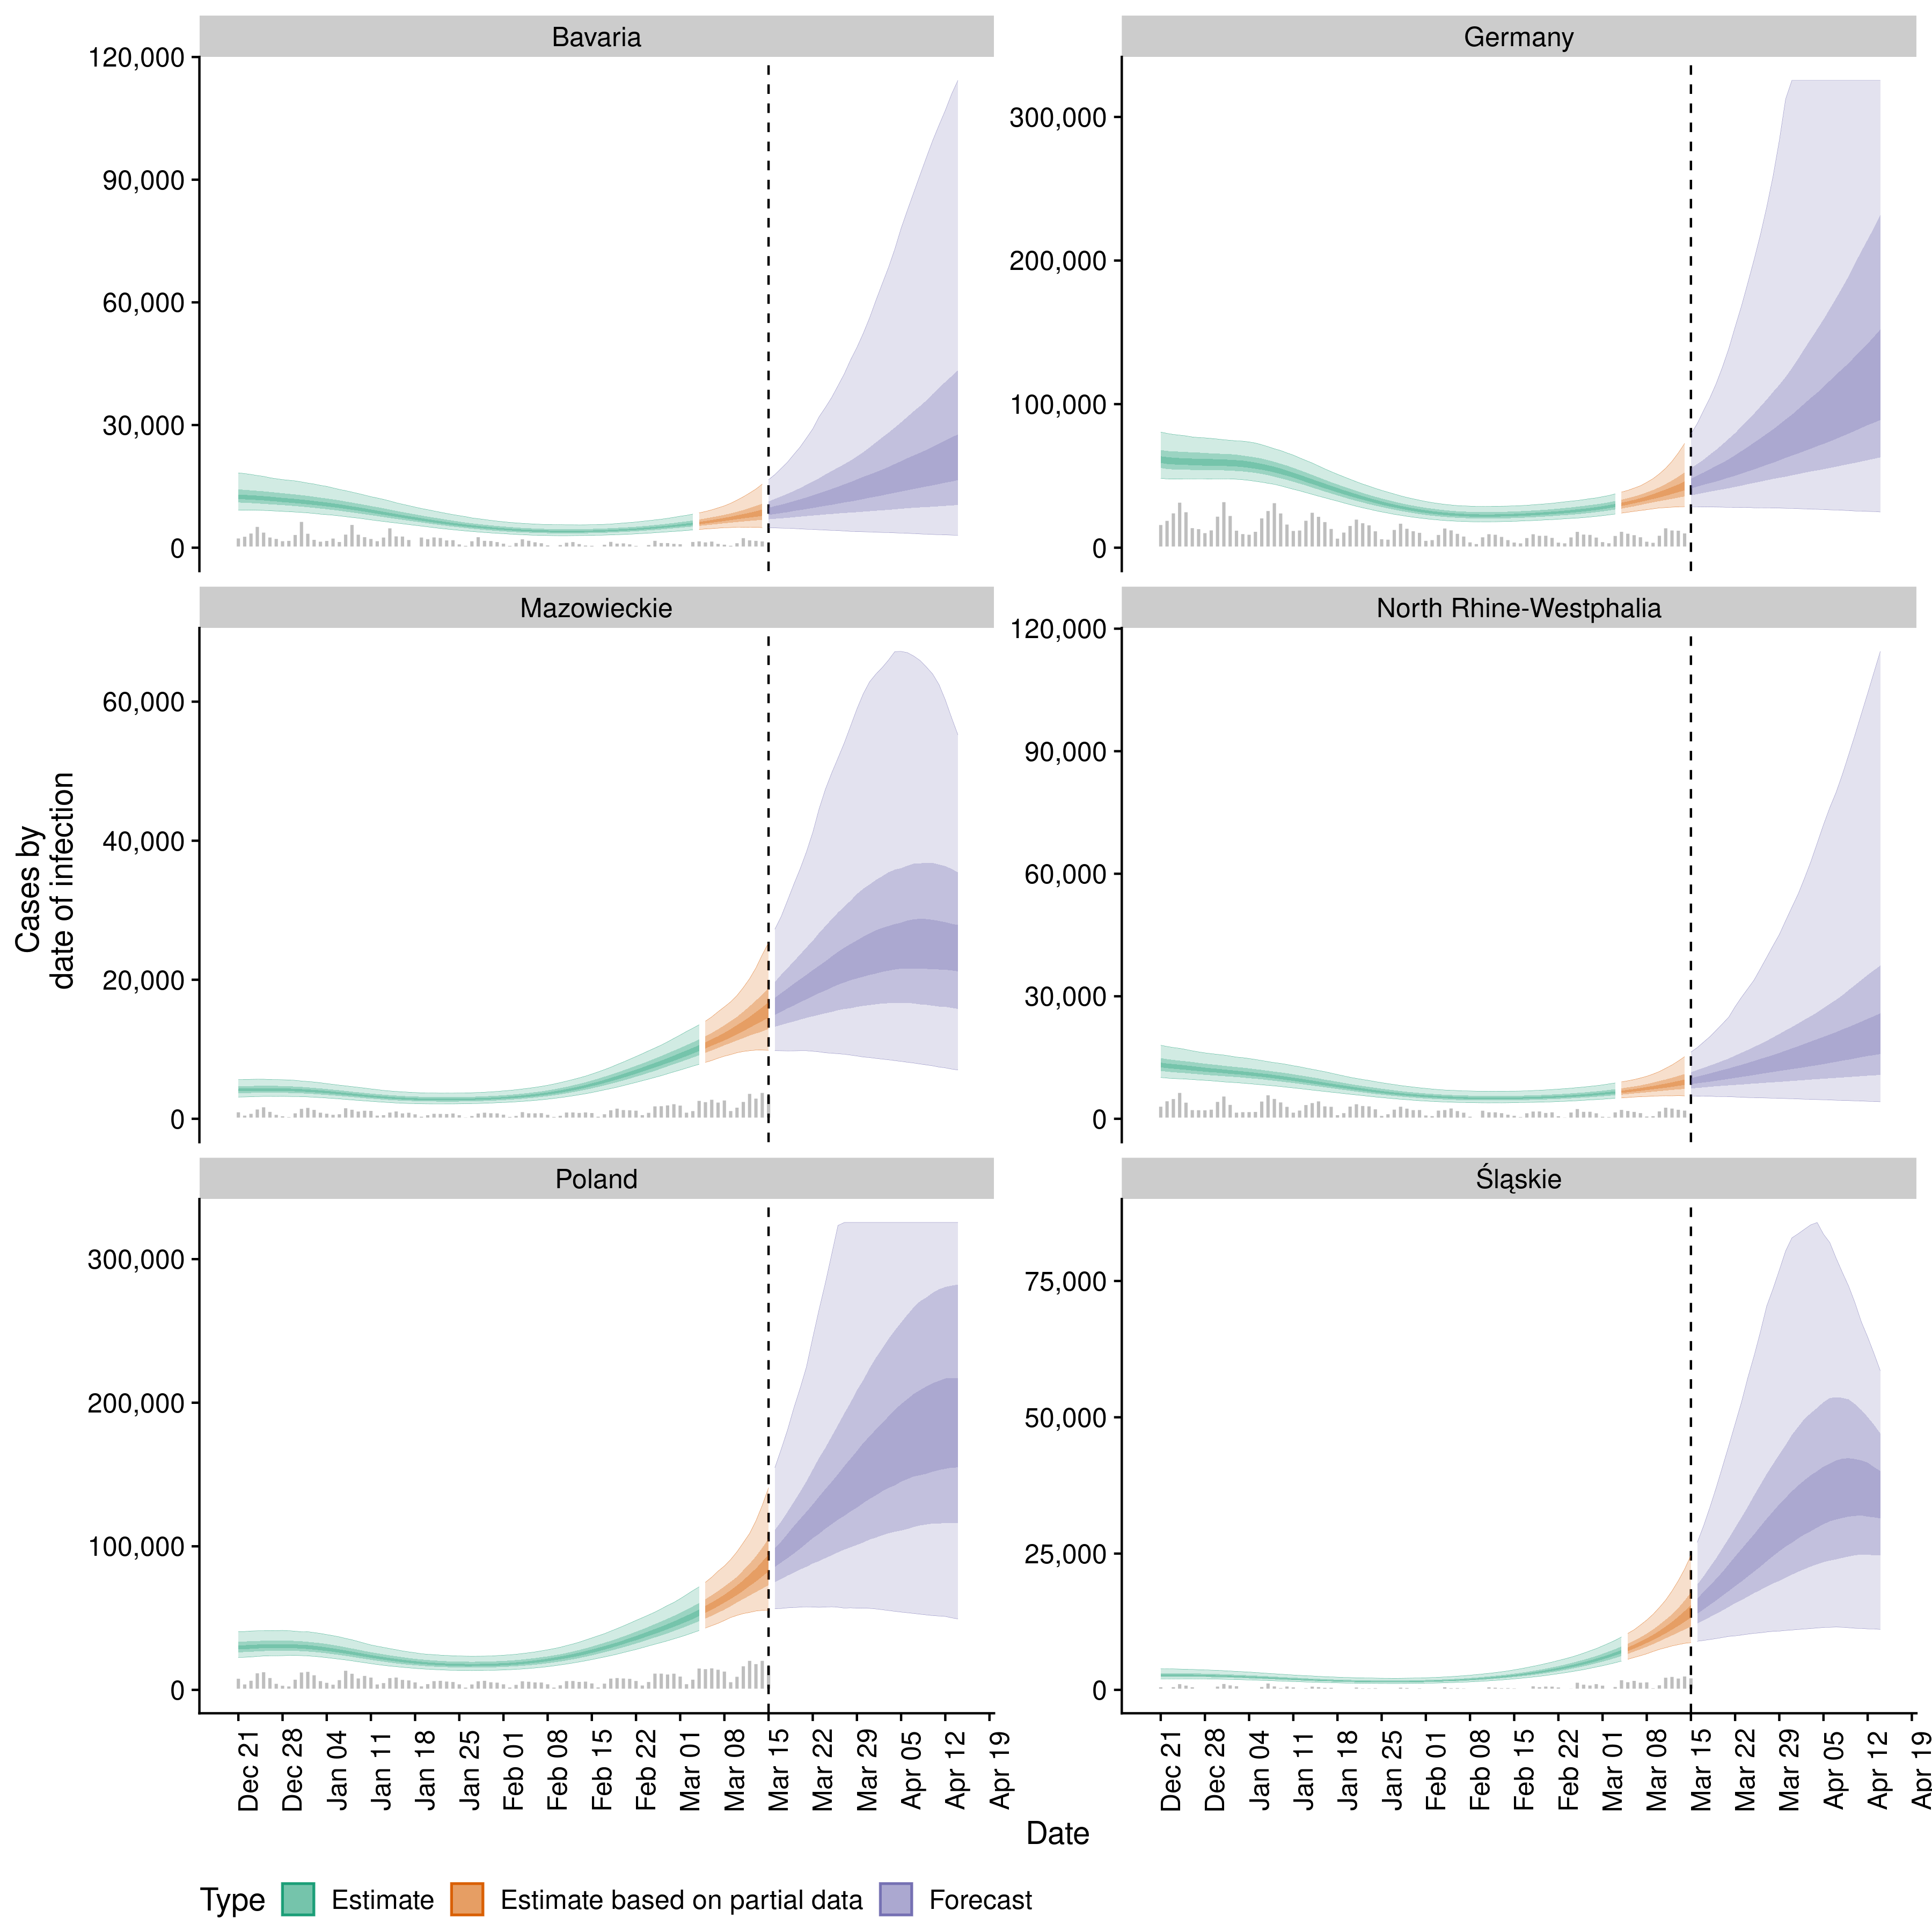 Bavaria
Germany
120,000
90,000
60,000
30,000
0
300,000
200,000
100,000
0
Mazowieckie
North Rhine-Westphalia
60,000
40,000
20,000
0
120,000
90,000
60,000
30,000
0
Cases by
date of infection
Poland
Śląskie
300,000
200,000
100,000
0
75,000
50,000
25,000
0
Dec 21
Dec 28
Jan 04
Jan 11
Jan 18
Jan 25
Feb 01
Feb 08
Feb 15
Feb 22
Mar 01
Mar 08
Mar 15
Mar 22
Mar 29
Apr 05
Apr 12
Apr 19
Dec 21
Dec 28
Jan 04
Jan 11
Jan 18
Jan 25
Feb 01
Feb 08
Feb 15
Feb 22
Mar 01
Mar 08
Mar 15
Mar 22
Mar 29
Apr 05
Apr 12
Apr 19
Date
Type Estimate Estimate based on partial data Forecast